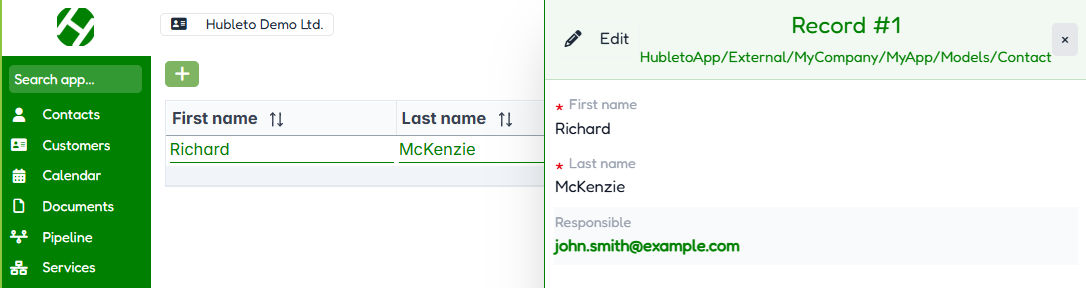 Hubleto Demo Ltd.
Search app...
Contacts
Customers
Calendar
Documents
Pipeline
Services
First name
Last name
Richard
McKenzie
Edit
Record #1
HubletoApp/External/MyCompany/MyApp/Models/Contact
×
* First name
Richard
* Last name
McKenzie
Responsible
john.smith@example.com